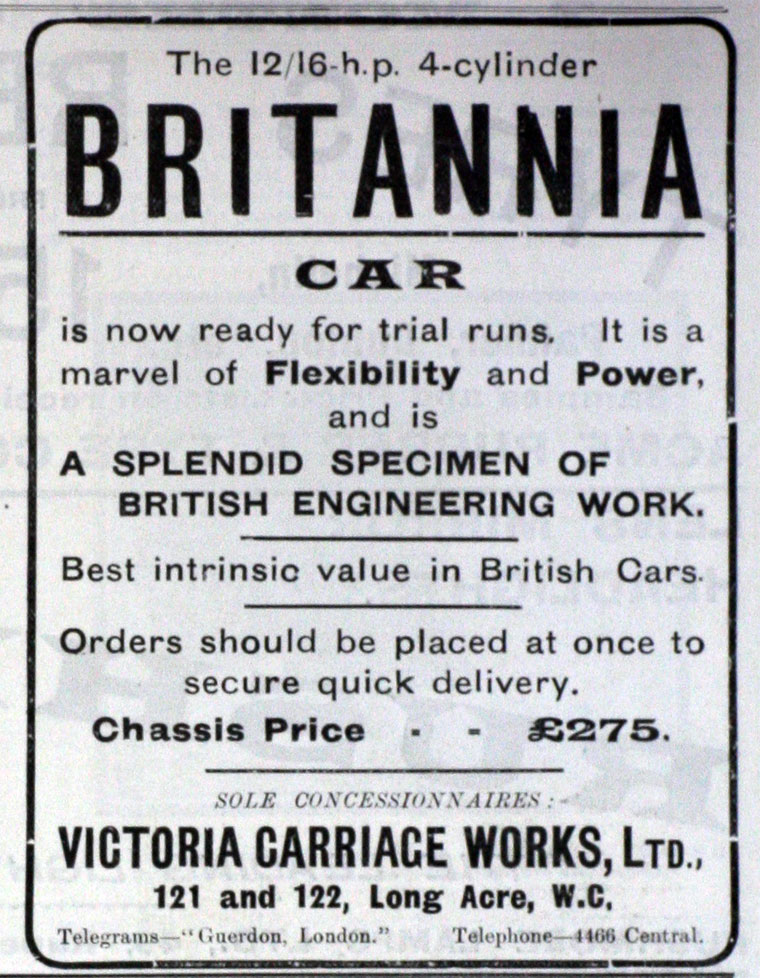 The 12/16-h.p. 4-cylinder
BRITANNIA
CAR
is now ready for trial runs. It is a
marvel of Flexibility and Power,
and is
A SPLENDID SPECIMEN OF
BRITISH ENGINEERING WORK.
Best intrinsic value in British Cars.
Orders should be placed at once to
secure quick delivery.
Chassis Price - - £275.
SOLE CONCESSIONNAIRES:-
VICTORIA CARRIAGE WORKS, LTD.,
121 and 122, Long Acre, W.C.
Telegrams—"Guerdon, London." Telephone—4466 Central.